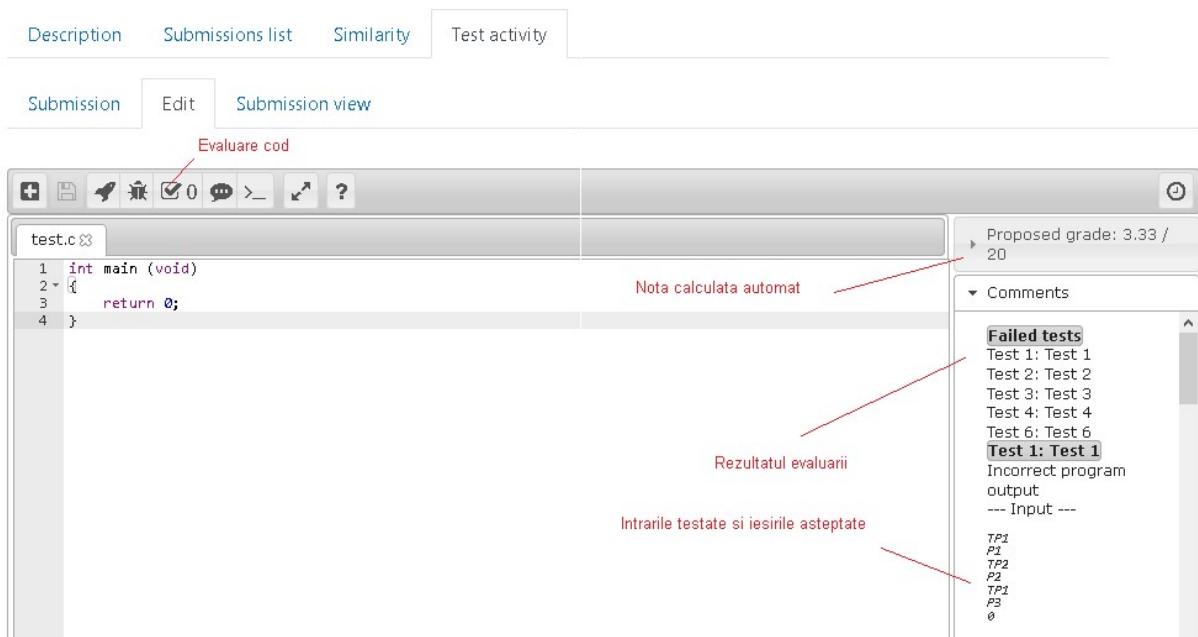 Description Submissions list Similarity Test activity
Submission Edit Submission view
Evaluare cod
0 >_ ?
test.c
Proposed grade: 3.33 /
20
1 int main (void)
2 {
3 return 0;
4 }
Nota calculata automat
Comments
Failed tests
Test 1: Test 1
Test 2: Test 2
Test 3: Test 3
Test 4: Test 4
Test 6: Test 6
Test 1: Test 1
Incorrect program
output
--- Input ---
Rezultatul evaluarii
Intrarile testate si iesirile asteptate
TP1
P1
TP2
P2
TP1
P3
0